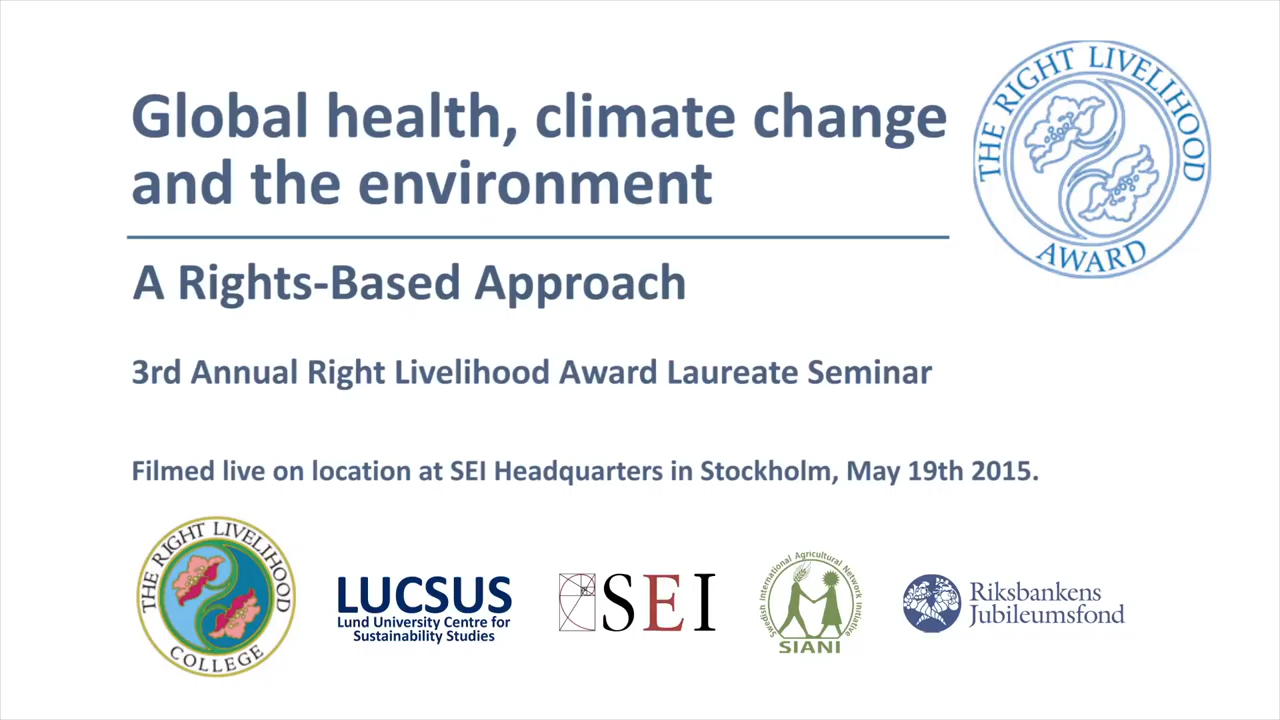 Global health, climate change
and the environment
THE RIGHT LIVELIHOOD
AWARD
A Rights-Based Approach
3rd Annual Right Livelihood Award Laureate Seminar
Filmed live on location at SEI Headquarters in Stockholm, May 19th 2015.
THE RIGHT LIVELIHOOD
COLLEGE
LUCSUS
Lund University Centre for
Sustainability Studies
SEI
Swedish International Agricultural Network Initiative
SIANI
Riksbankens
Jubileumsfond